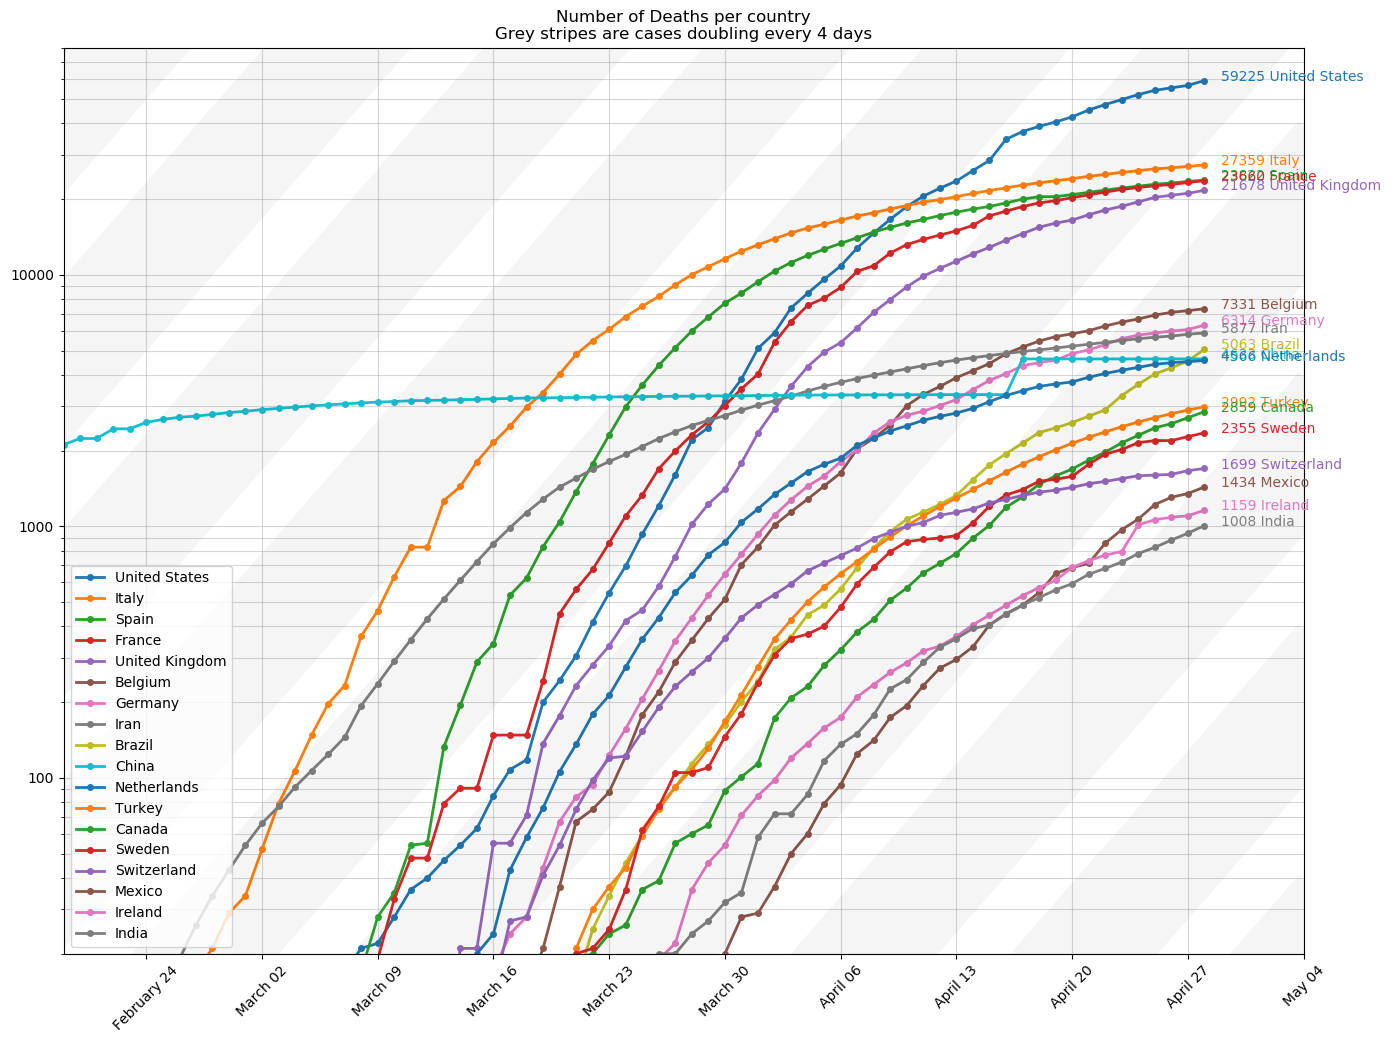 Number of Deaths per country
Grey stripes are cases doubling every 4 days
59225 United States
27359 Italy
23660 France
21678 United Kingdom
10000
7331 Belgium
6314 Germany
5877 Iran
5063 Brazil
4566 Netherlands
2992 Turkey
2859 Canada
2355 Sweden
1699 Switzerland
1434 Mexico
1159 Ireland
1008 India
1000
100
United States
Italy
Spain
France
United Kingdom
Belgium
Germany
Iran
Brazil
China
Netherlands
Turkey
Canada
Sweden
Switzerland
Mexico
Ireland
India
February 24
March 02
March 09
March 16
March 23
March 30
April 06
April 13
April 20
April 27
May 04